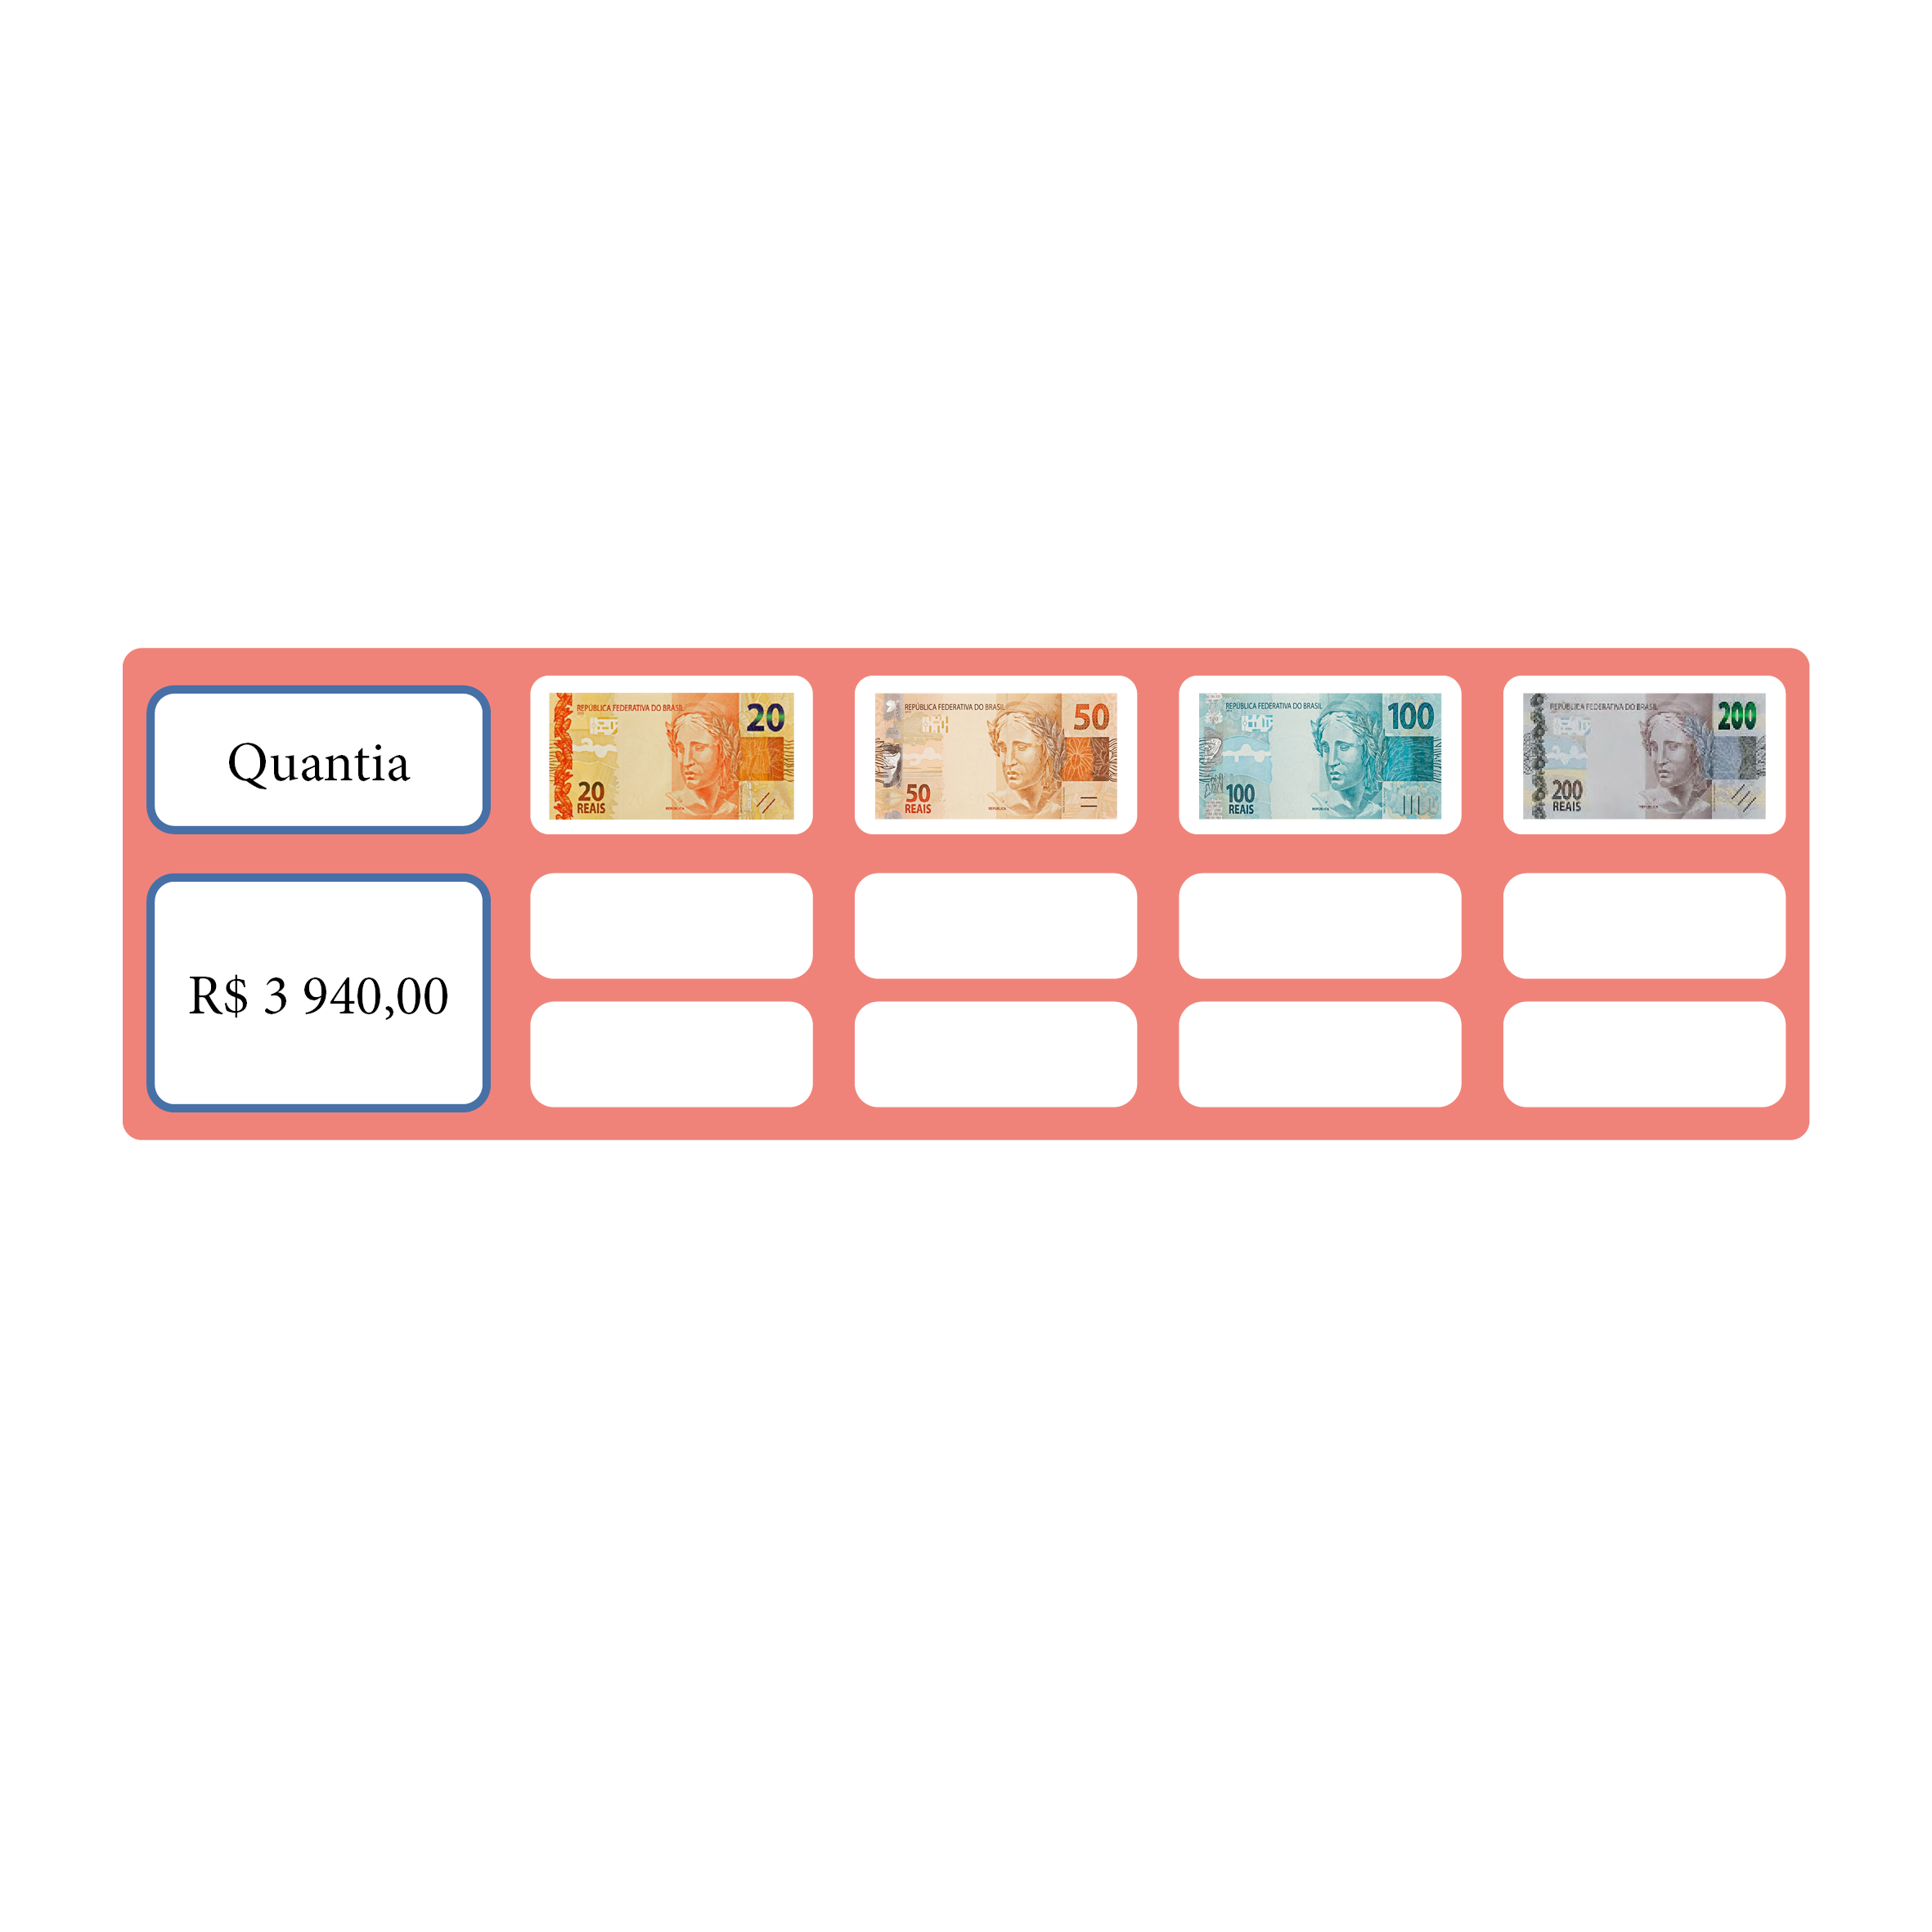 Quantia
REPÚBLICA FEDERATIVA DO BRASIL
20
20
REAIS
REPÚBLICA FEDERATIVA DO BRASIL
50
50
REAIS
REPÚBLICA FEDERATIVA DO BRASIL
100
100
REAIS
REPÚBLICA FEDERATIVA DO BRASIL
200
200
REAIS
R$ 3 940,00